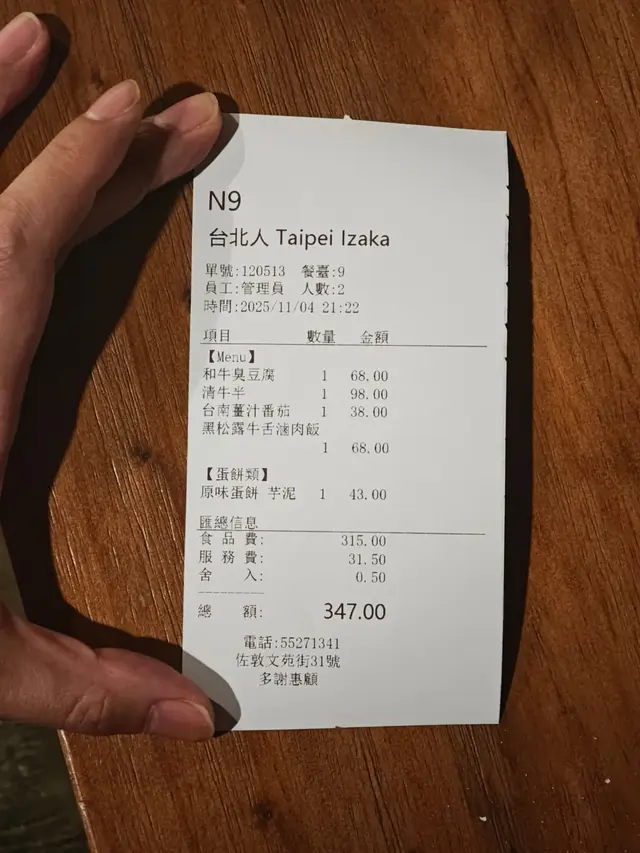 N9
台北人 Taipei Izaka
單號:120513 餐臺:9
員工:管理員 人數:2
時間:2025/11/04 21:22
項目 數量 金額
【Menu】
和牛臭豆腐 1 68.00
清牛半 1 98.00
台南薑汁番茄 1 38.00
黑松露牛舌滷肉飯
1 68.00
【蛋餅類】
原味蛋餅 芋泥 1 43.00
匯總信息
食品費: 315.00
服務費: 31.50
舍入: 0.50
總額: 347.00
電話:55271341
佐敦文苑街31號
多謝惠顧